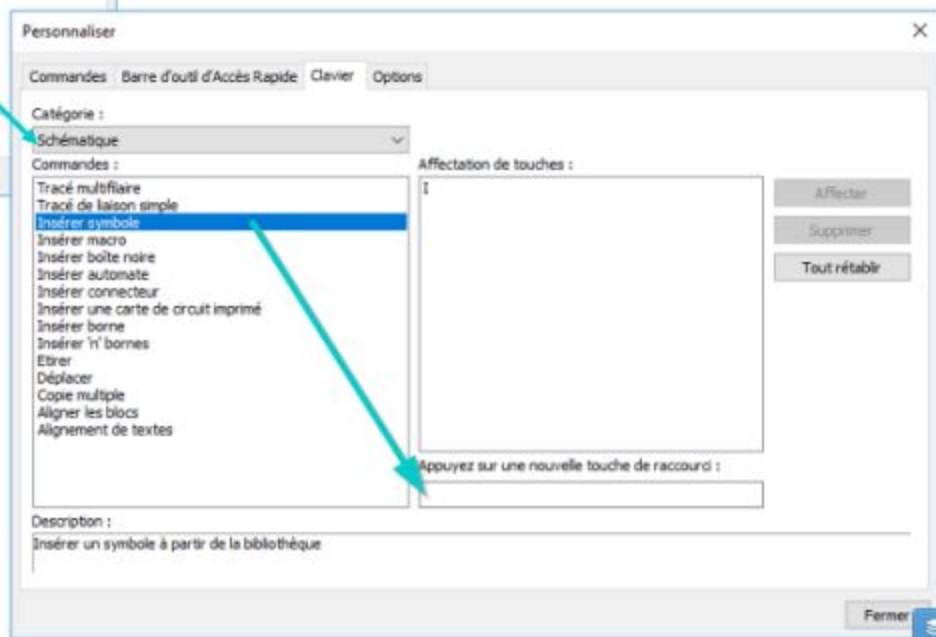 Personnaliser
Commandes Barre d'outil d'Accès Rapide Clavier Options
Catégorie :
Schématique
Commandes :
Tracé multifilaire
Tracé de liaison simple
Insérer symbole
Insérer macro
Insérer boîte noire
Insérer automate
Insérer connecteur
Insérer une carte de circuit imprimé
Insérer borne
Insérer 'n' bornes
Etirer
Déplacer
Copie multiple
Aligner les blocs
Alignement de textes
Affectation de touches :
I
Affecter
Supprimer
Tout rétablir
Appuyez sur une nouvelle touche de raccourci :
Description :
Insérer un symbole à partir de la bibliothèque
Fermer